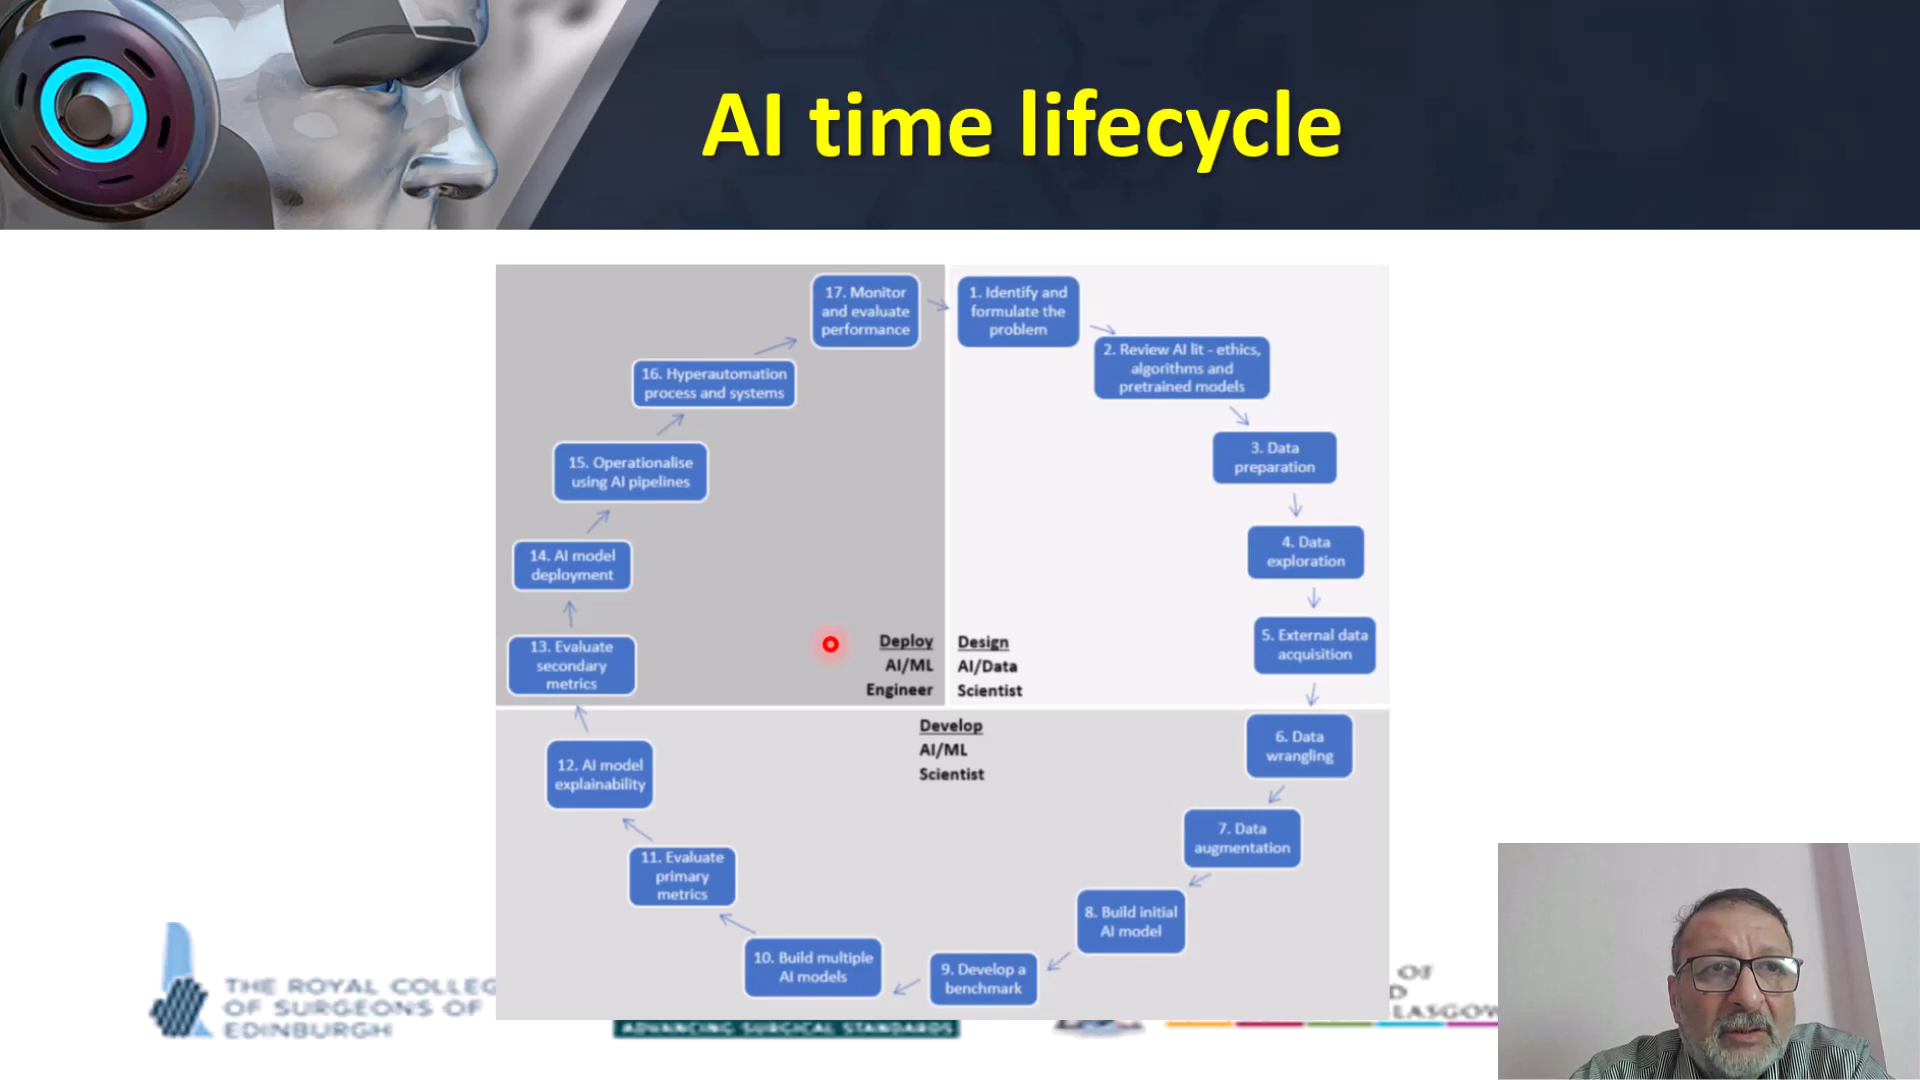 AI time lifecycle
17. Monitor
and evaluate
performance
1. Identify and
formulate the
problem
2. Review AI lit - ethics,
algorithms and
pretrained models
16. Hyperautomation
process and systems
3. Data
preparation
15. Operationalise
using AI pipelines
4. Data
exploration
14. AI model
deployment
5. External data
acquisition
13. Evaluate
secondary
metrics
Deploy
AI/ML
Engineer
Design
AI/Data
Scientist
Develop
AI/ML
Scientist
6. Data
wrangling
12. AI model
explainability
7. Data
augmentation
11. Evaluate
primary
metrics
8. Build initial
AI model
10. Build multiple
AI models
9. Develop a
benchmark
THE ROYAL COLLEG
OF SURGEONS OF
EDINBURGH
ADVANCING SURGICAL STANDARDS
OF